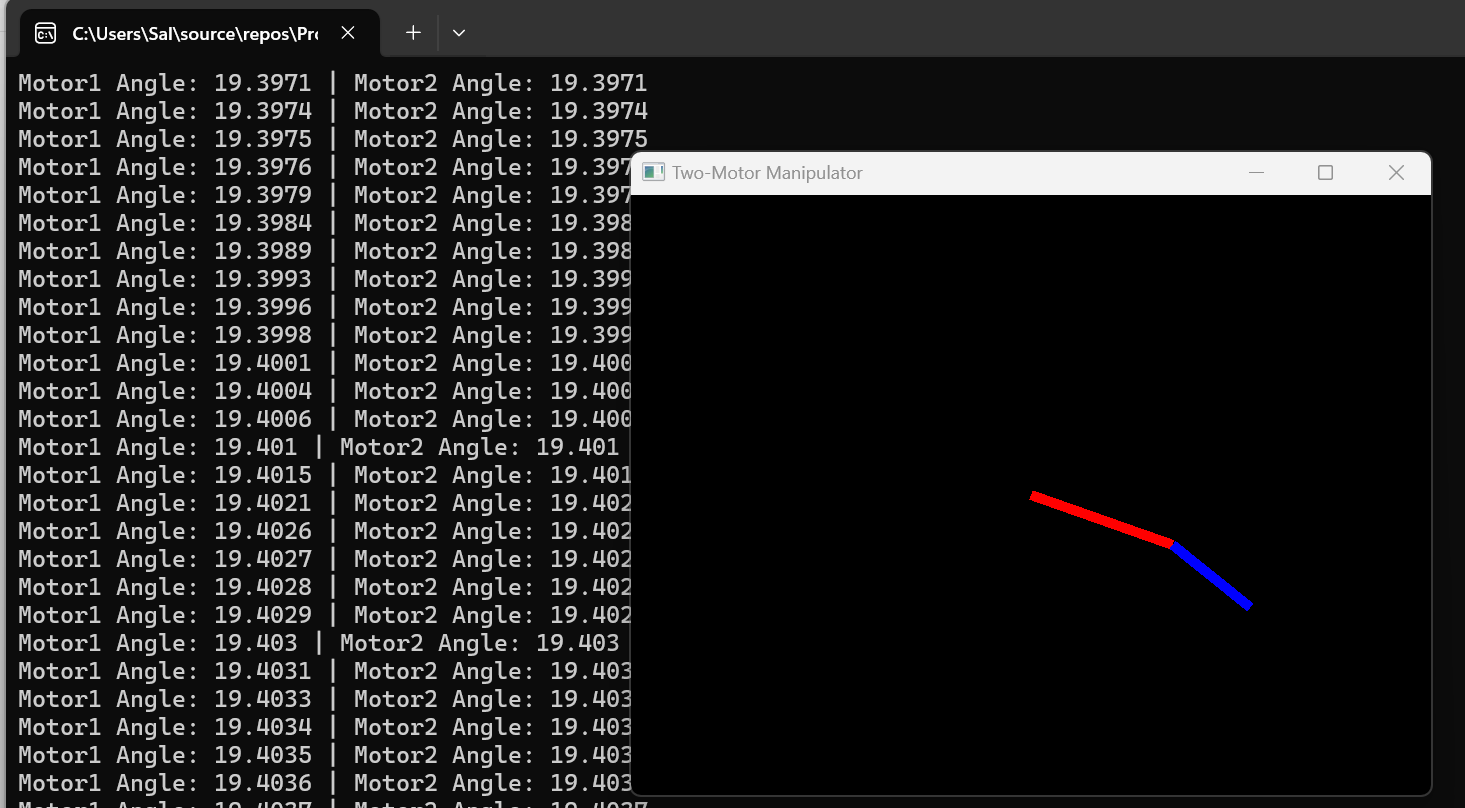 C:\Users\Sal\source\repos\Pr
Motor1 Angle: 19.3971 | Motor2 Angle: 19.3971
Motor1 Angle: 19.3974 | Motor2 Angle: 19.3974
Motor1 Angle: 19.3975 | Motor2 Angle: 19.3975
Motor1 Angle: 19.3976 | Motor2 Angle: 19.397
Two-Motor Manipulator
Motor1 Angle: 19.3979 | Motor2 Angle: 19.397
Motor1 Angle: 19.3984 | Motor2 Angle: 19.398
Motor1 Angle: 19.3989 | Motor2 Angle: 19.398
Motor1 Angle: 19.3993 | Motor2 Angle: 19.399
Motor1 Angle: 19.3996 | Motor2 Angle: 19.399
Motor1 Angle: 19.3998 | Motor2 Angle: 19.399
Motor1 Angle: 19.4001 | Motor2 Angle: 19.400
Motor1 Angle: 19.4004 | Motor2 Angle: 19.400
Motor1 Angle: 19.4006 | Motor2 Angle: 19.400
Motor1 Angle: 19.401 | Motor2 Angle: 19.401
Motor1 Angle: 19.4015 | Motor2 Angle: 19.401
Motor1 Angle: 19.4021 | Motor2 Angle: 19.402
Motor1 Angle: 19.4026 | Motor2 Angle: 19.402
Motor1 Angle: 19.4027 | Motor2 Angle: 19.402
Motor1 Angle: 19.4028 | Motor2 Angle: 19.402
Motor1 Angle: 19.4029 | Motor2 Angle: 19.402
Motor1 Angle: 19.403 | Motor2 Angle: 19.403
Motor1 Angle: 19.4031 | Motor2 Angle: 19.403
Motor1 Angle: 19.4033 | Motor2 Angle: 19.403
Motor1 Angle: 19.4034 | Motor2 Angle: 19.403
Motor1 Angle: 19.4035 | Motor2 Angle: 19.403
Motor1 Angle: 19.4036 | Motor2 Angle: 19.403
Motor1 Angle: 19.4037 | Motor2 Angle: 19.4037